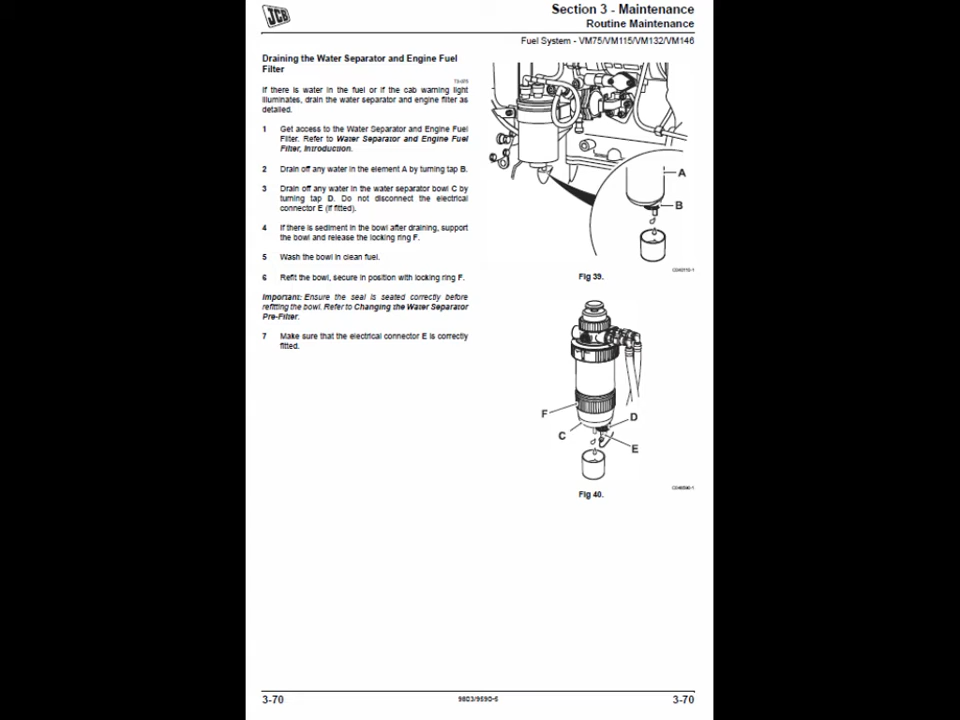 JCB
Section 3 - Maintenance
Routine Maintenance
Fuel System - VM75/VM115/VM132/VM146
Draining the Water Separator and Engine Fuel
Filter
If there is water in the fuel or if the cab warning light
illuminates, drain the water separator and engine filter as
detailed.
1 Get access to the Water Separator and Engine Fuel
Filter. Refer to Water Separator and Engine Fuel
Filter, Introduction.
2 Drain off any water in the element A by turning tap B.
3 Drain off any water in the water separator bowl C by
turning tap D. Do not disconnect the electrical
connector E (if fitted).
4 If there is sediment in the bowl after draining, support
the bowl and release the locking ring F.
5 Wash the bowl in clean fuel.
6 Refit the bowl, secure in position with locking ring F.
Important: Ensure the seal is seated correctly before
refitting the bowl. Refer to Changing the Water Separator
Pre-Filter.
7 Make sure that the electrical connector E is correctly
fitted.
A
B
Fig 39.
F
C
D
E
Fig 40.
3-70
9803/9590-6
3-70